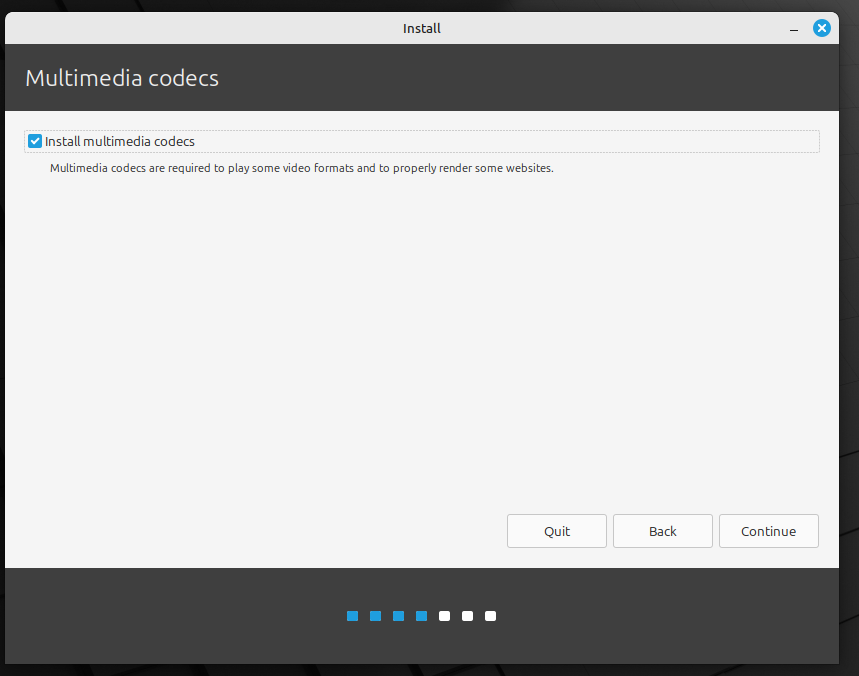 Install
Multimedia codecs
Install multimedia codecs
Multimedia codecs are required to play some video formats and to properly render some websites.
Quit
Back
Continue